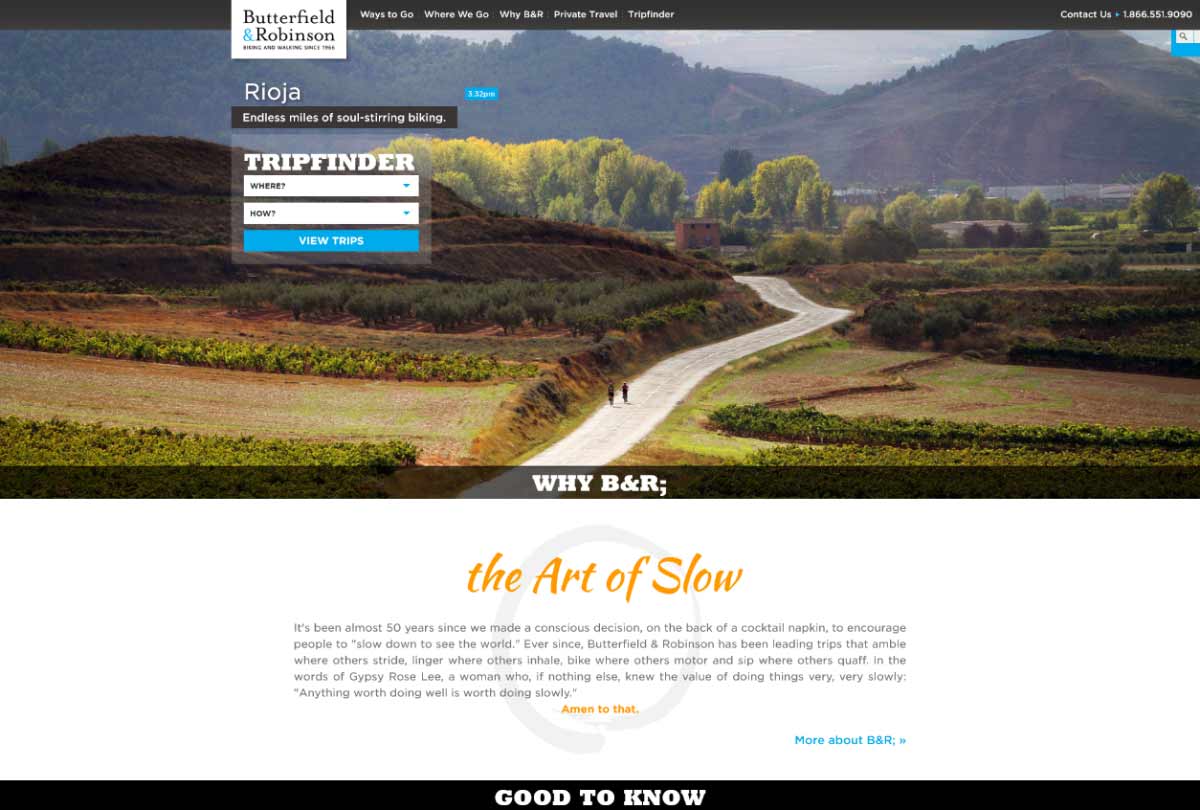 Butterfield
&Robinson
BIKING AND WALKING SINCE 1966
Ways to Go
Where We Go
Why B&R
Private Travel
Tripfinder
Contact Us ▸ 1.866.551.9090
Rioja
3.32pm
Endless miles of soul-stirring biking.
TRIPFINDER
WHERE?
HOW?
VIEW TRIPS
WHY B&R;
the Art of Slow
It's been almost 50 years since we made a conscious decision, on the back of a cocktail napkin, to encourage
people to "slow down to see the world." Ever since, Butterfield & Robinson has been leading trips that amble
where others stride, linger where others inhale, bike where others motor and sip where others quaff. In the
words of Gypsy Rose Lee, a woman who, if nothing else, knew the value of doing things very, very slowly:
"Anything worth doing well is worth doing slowly."
Amen to that.
More about B&R; »
GOOD TO KNOW